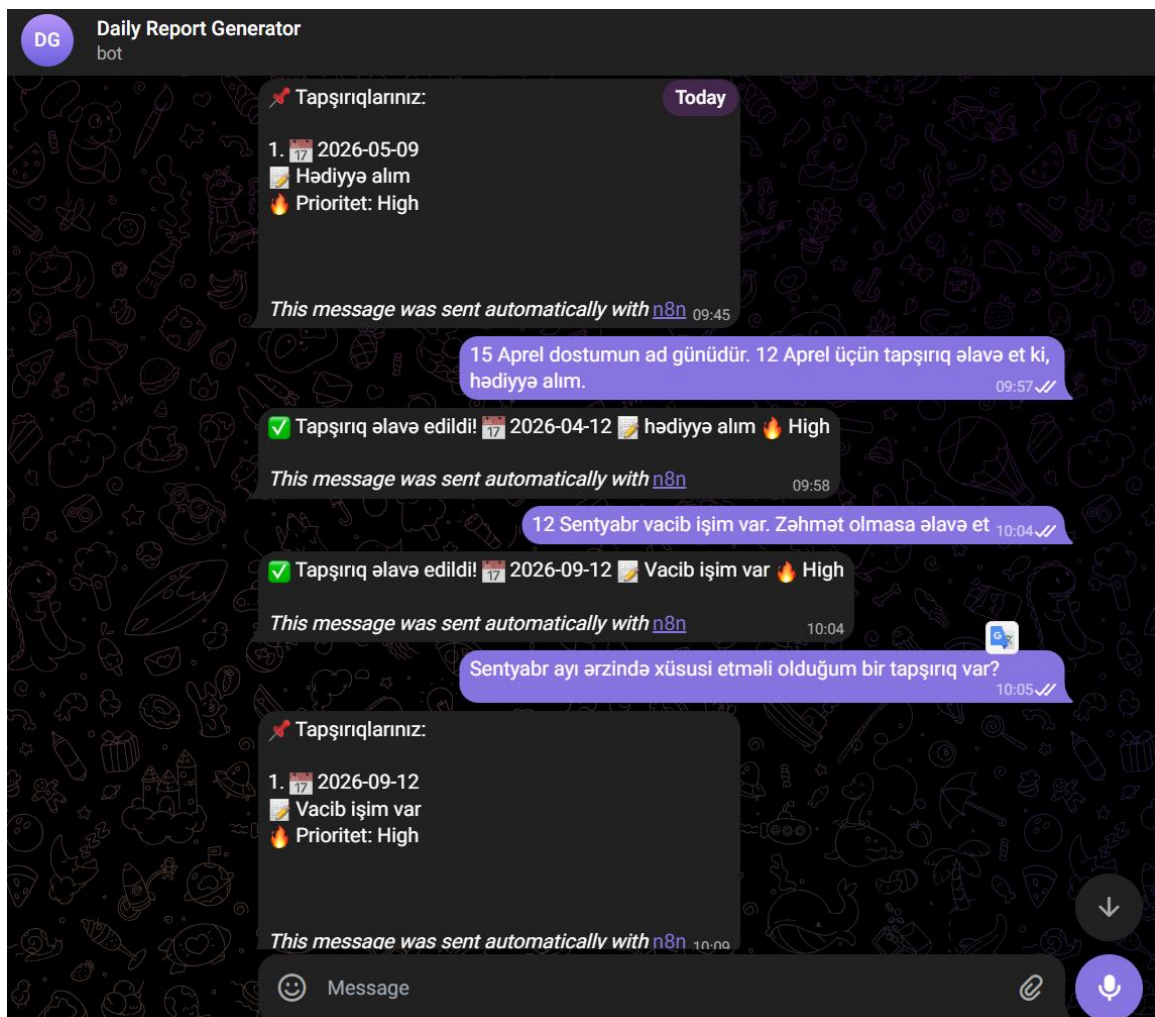 DG
Daily Report Generator
bot
📌 Tapşırıqlarınız:
Today
1. 📅 2026-05-09
📝 Hədiyyə alım
🔥 Prioritet: High
This message was sent automatically with n8n 09:45
15 Aprel dostumun ad günüdür. 12 Aprel üçün tapşırıq əlavə et ki,
hədiyyə alım.
09:57
✅ Tapşırıq əlavə edildi! 📅 2026-04-12 📝 hədiyyə alım 🔥 High
This message was sent automatically with n8n
09:58
12 Sentyabr vacib işim var. Zəhmət olmasa əlavə et 10:04
✅ Tapşırıq əlavə edildi! 📅 2026-09-12 📝 Vacib işim var 🔥 High
This message was sent automatically with n8n
10:04
Sentyabr ayı ərzində xüsusi etməli olduğum bir tapşırıq var?
10:05
📌 Tapşırıqlarınız:
1. 📅 2026-09-12
📝 Vacib işim var
🔥 Prioritet: High
This message was sent automatically with n8n 10:09
Message